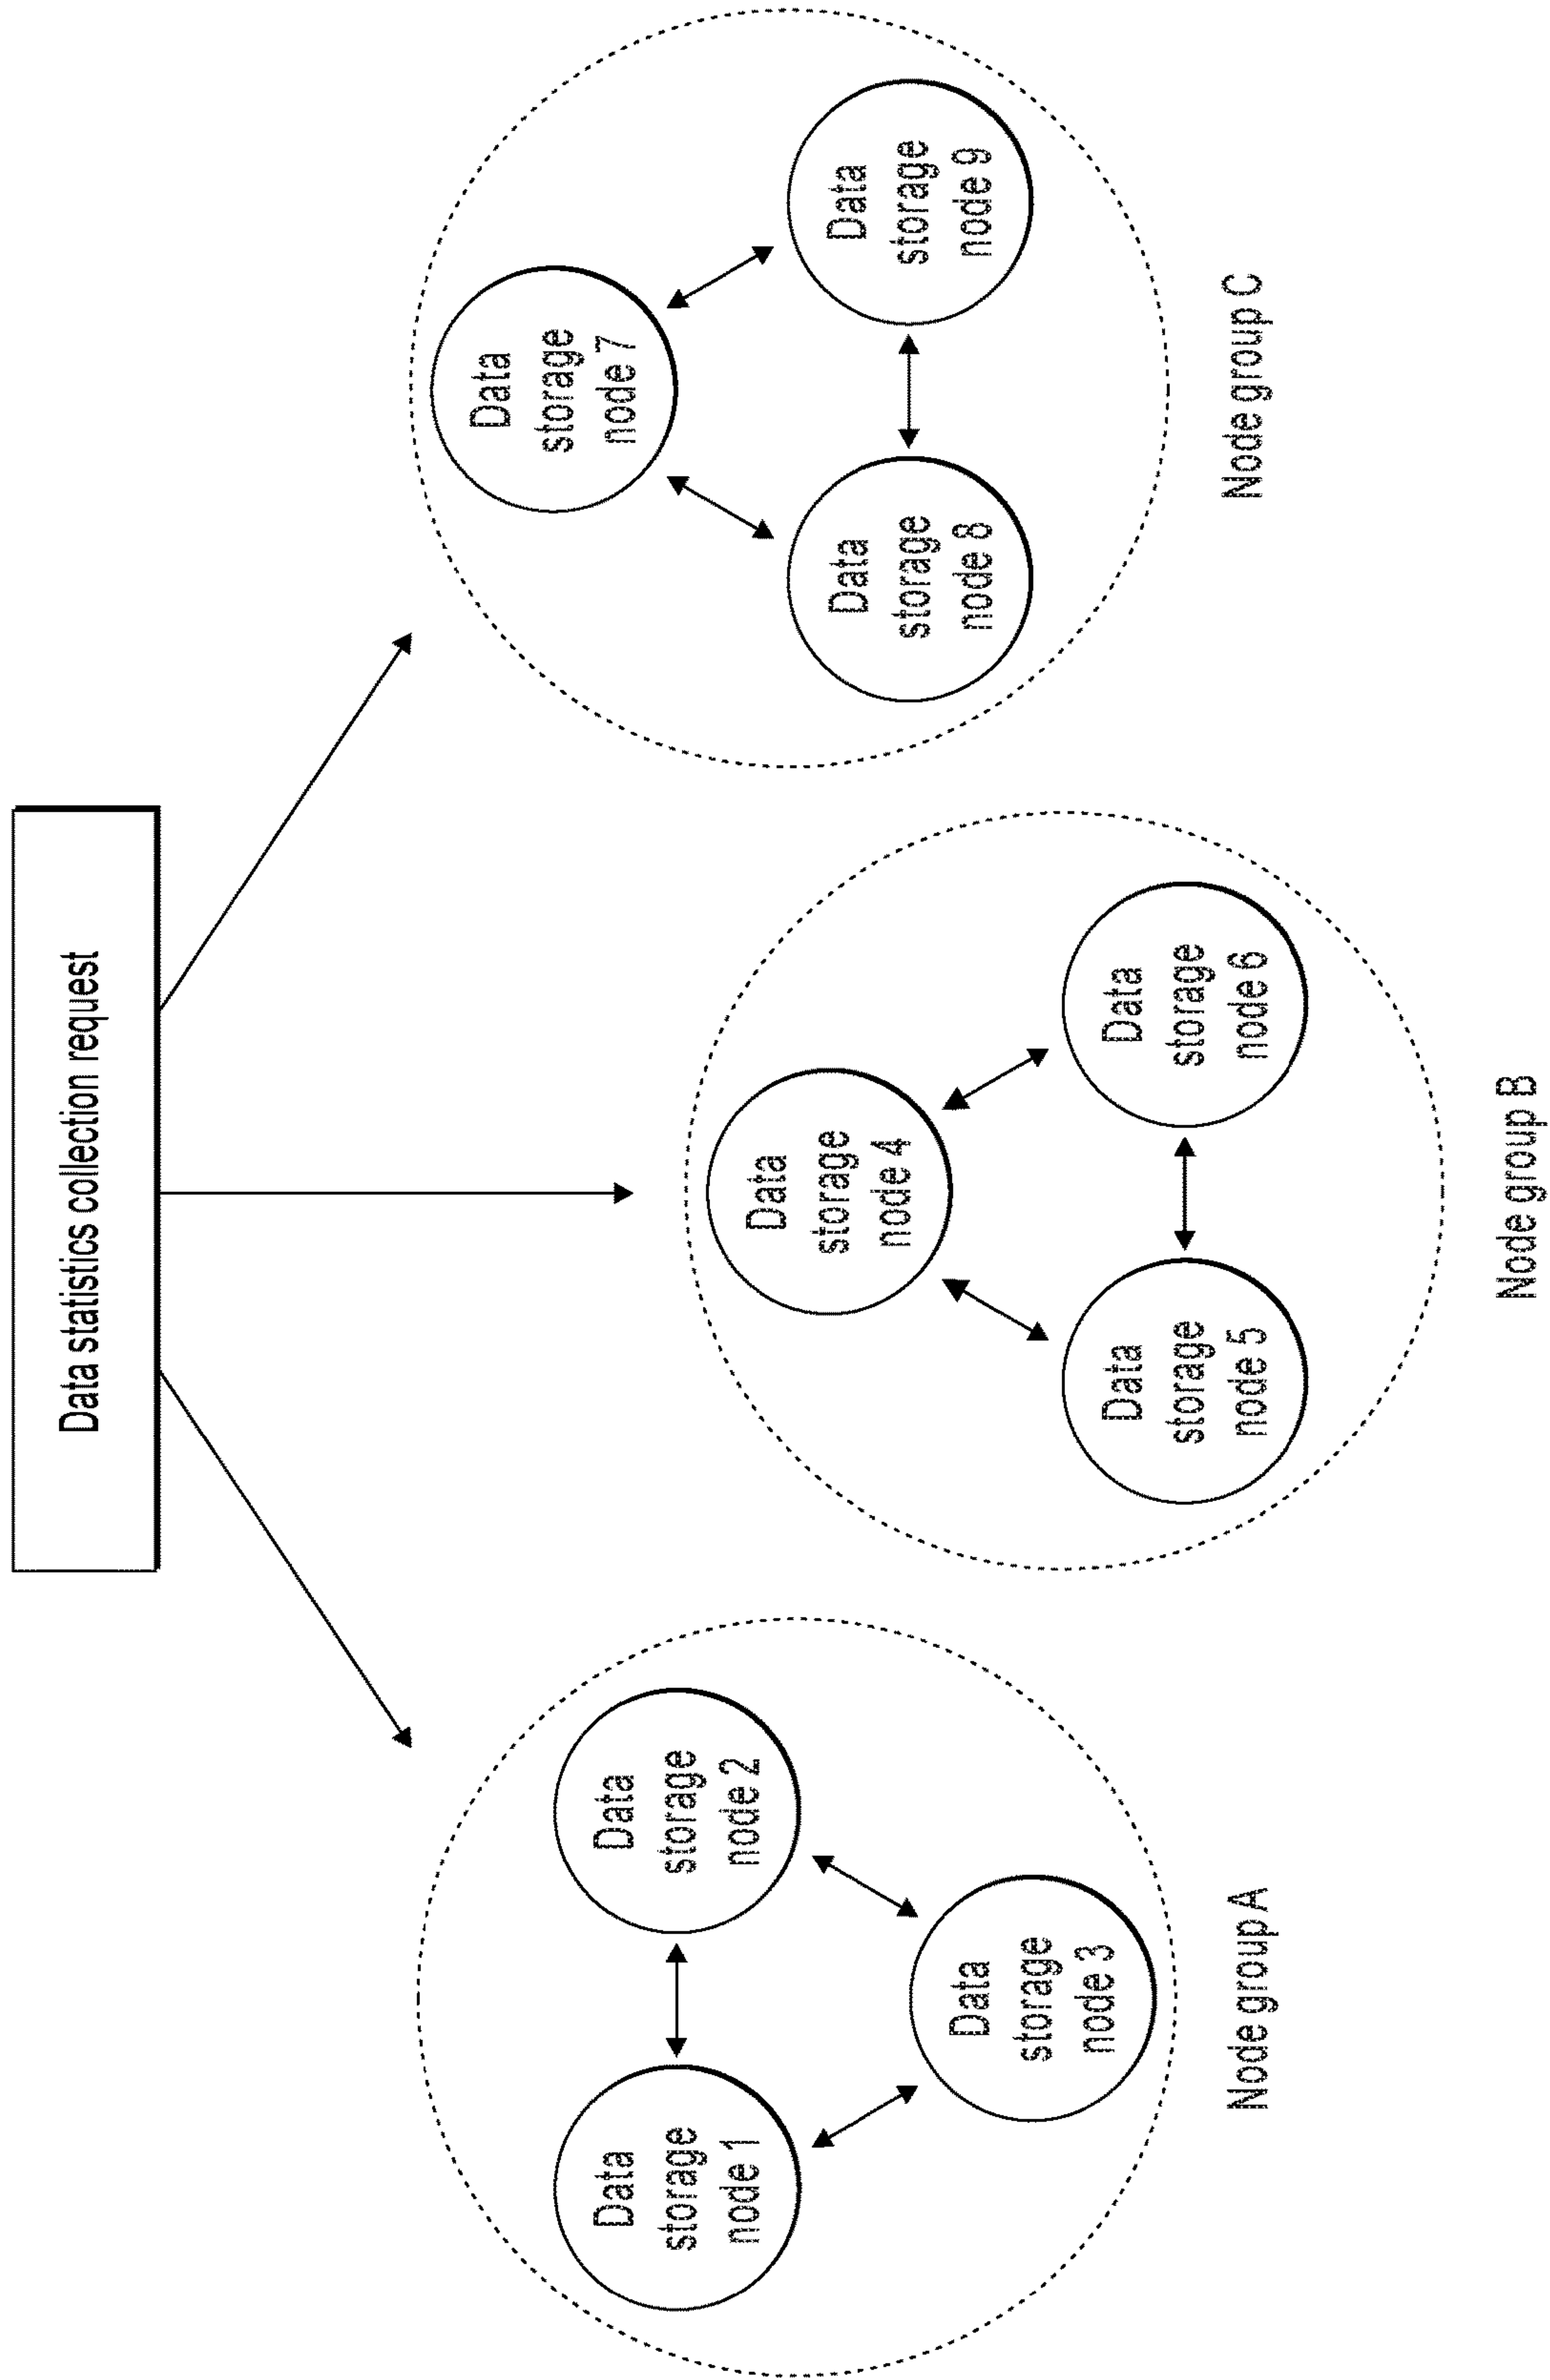 Data statistics collection request
Data
storage
node 1
Data
storage
node 2
Data
storage
node 3
Node group A
Data
storage
node 4
Data
storage
node 5
Data
storage
node 6
Node group B
Data
storage
node 7
Data
storage
node 8
Data
storage
node 9
Node group C